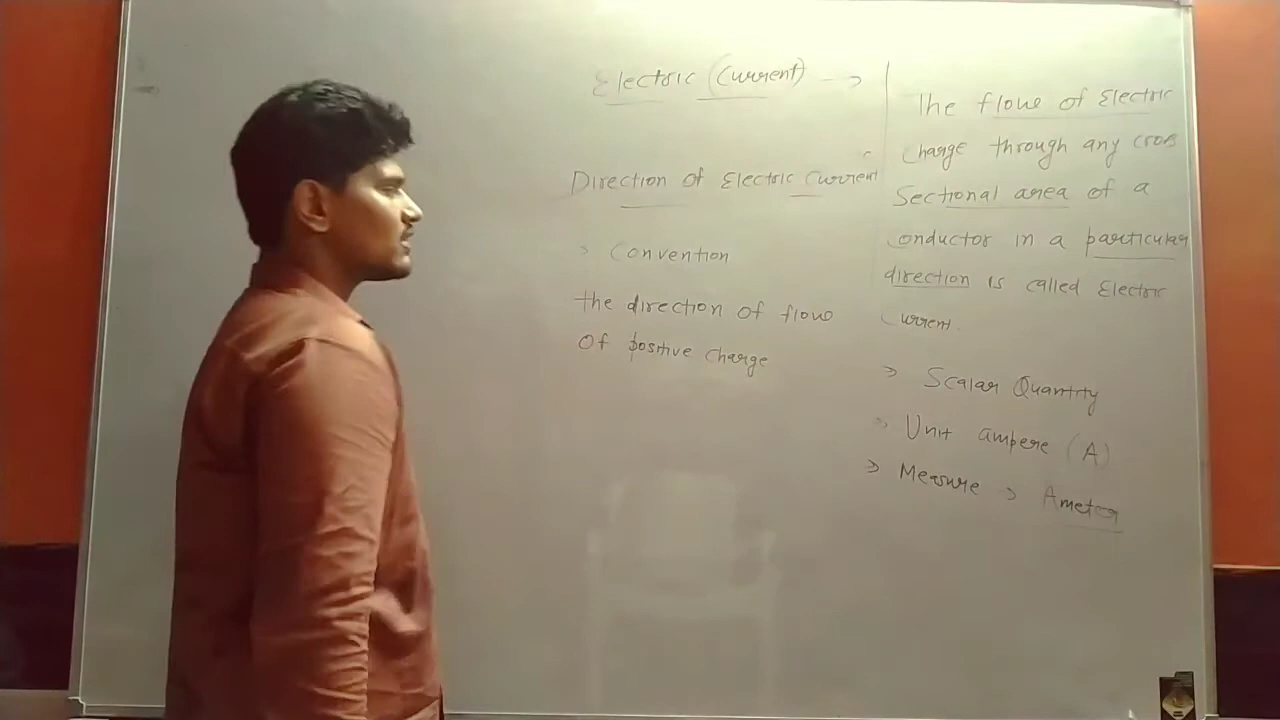 Electric (Current) →
Direction of Electric Current
> Convention
the direction of flow
of positive charge
The flow of Electric
Charge through any cross
Sectional area of a
Conductor in a particular
direction is called Electric
Current.
» Scalar Quantity
» Unit ampere (A)
» Measure > Ameter